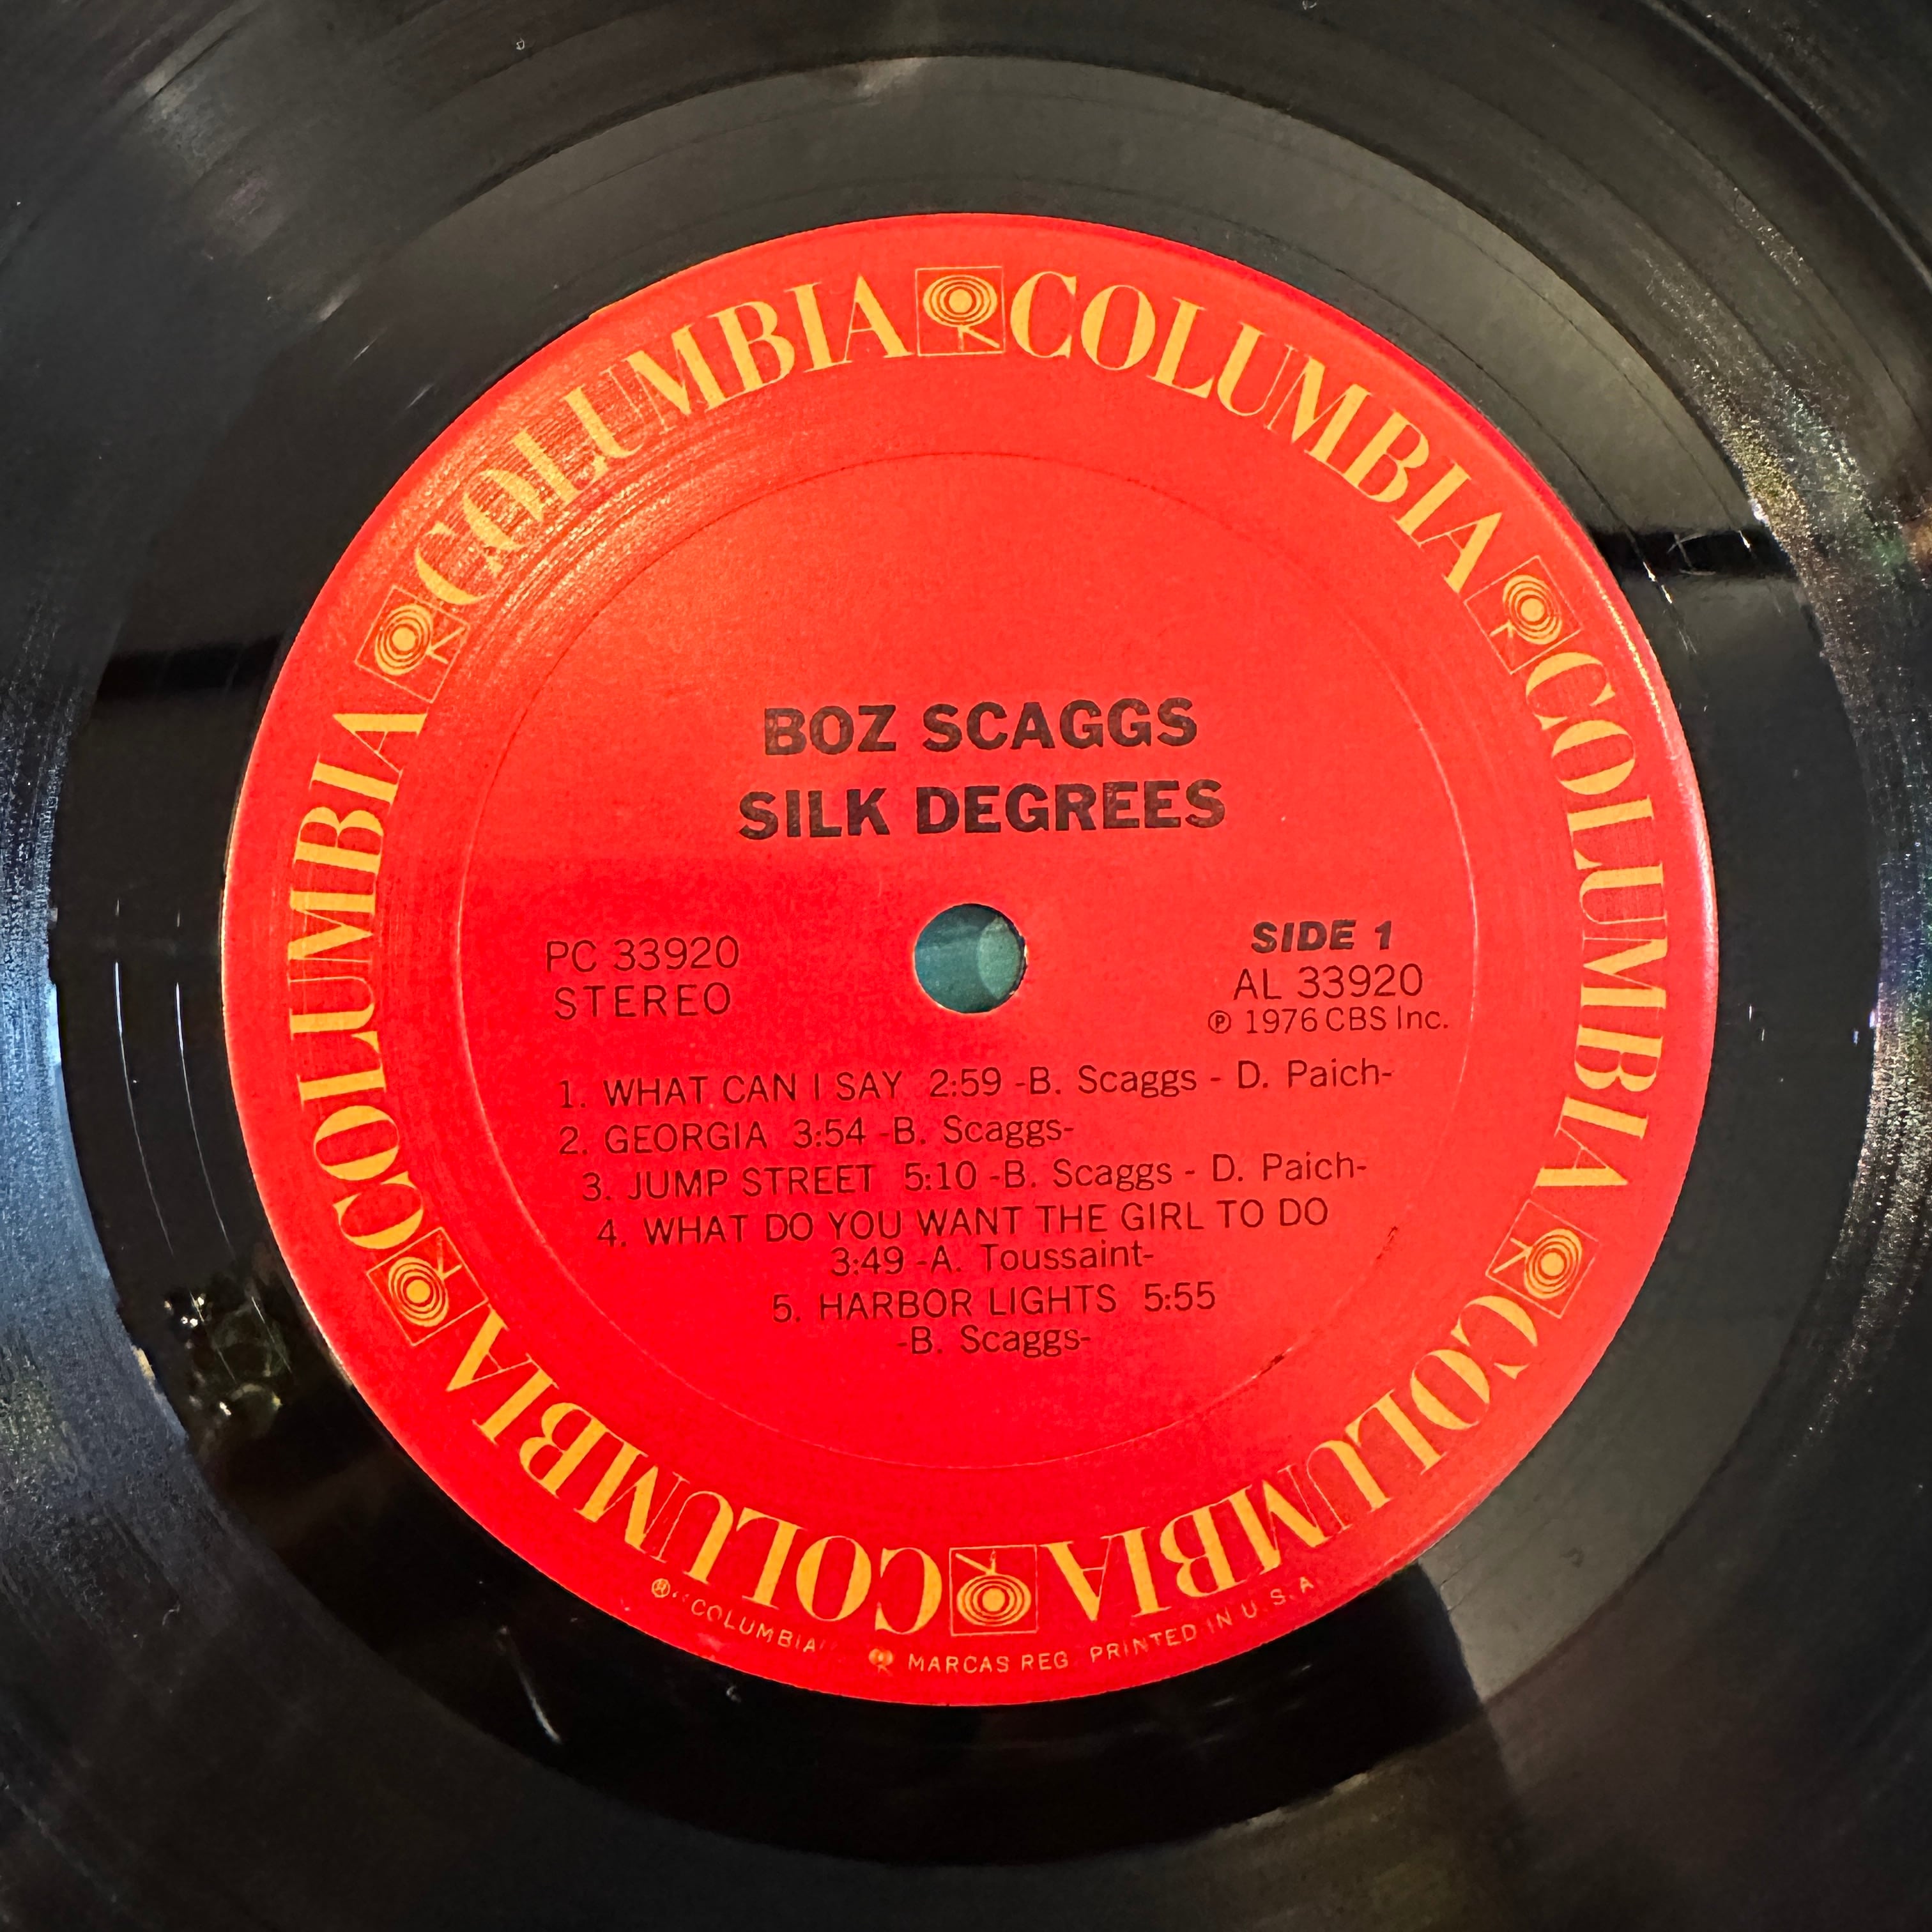 COLUMBIA COLUMBIA COLUMBIA COLUMBIA COLUMBIA COLUMBIA
BOZ SCAGGS
SILK DEGREES
PC 33920
STEREO
SIDE 1
AL 33920
℗ 1976 CBS Inc.
1. WHAT CAN I SAY 2:59 -B. Scaggs - D. Paich-
2. GEORGIA 3:54 -B. Scaggs-
3. JUMP STREET 5:10 -B. Scaggs - D. Paich-
4. WHAT DO YOU WANT THE GIRL TO DO
3:49 -A. Toussaint-
5. HARBOR LIGHTS 5:55
-B. Scaggs-
® "COLUMBIA" MARCAS REG. PRINTED IN U.S.A